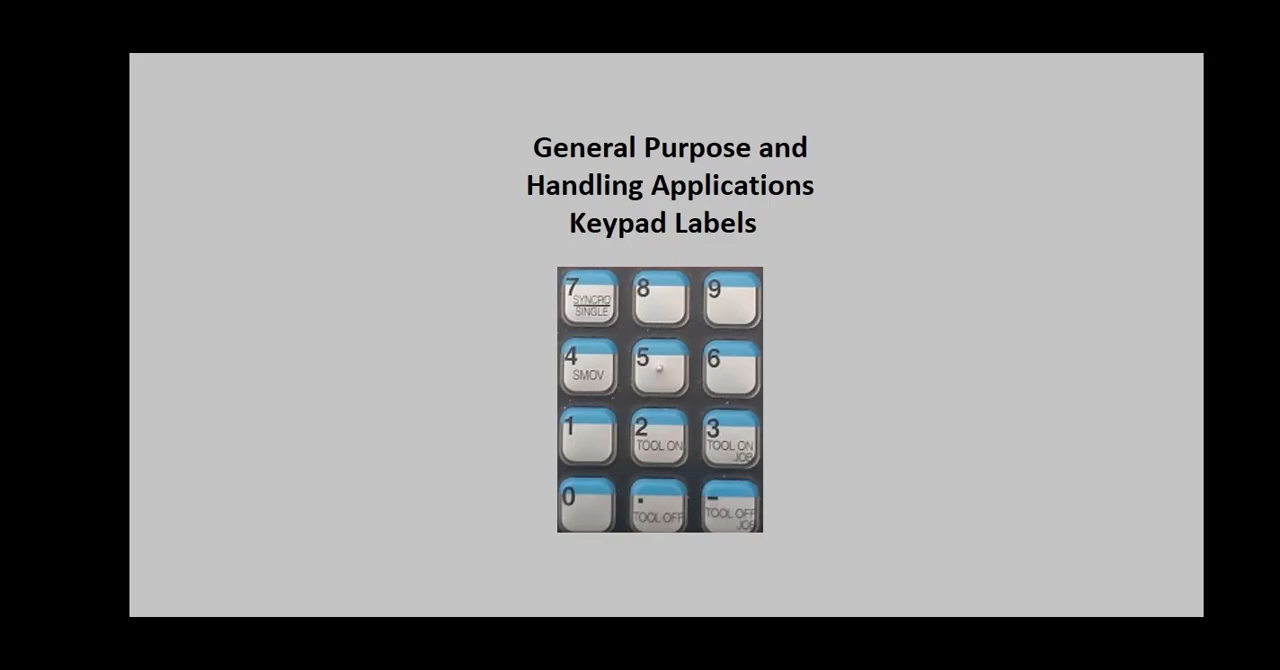 General Purpose and
Handling Applications
Keypad Labels
7 8 9
SYNCRO
SINGLE
4 5 6
SMOV
1 2 3
TOOL ON TOOL ON
JOB
0 . -
TOOL OFF TOOL OFF
JOB